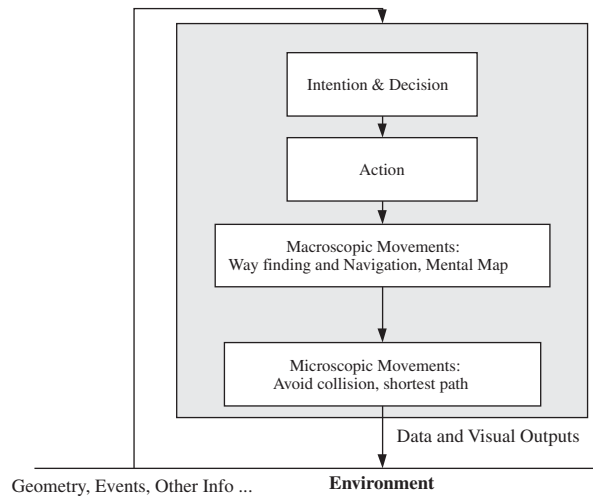 Intention & Decision
Action
Macroscopic Movements:
Way finding and Navigation, Mental Map
Microscopic Movements:
Avoid collision, shortest path
Data and Visual Outputs
Geometry, Events, Other Info ...
Environment